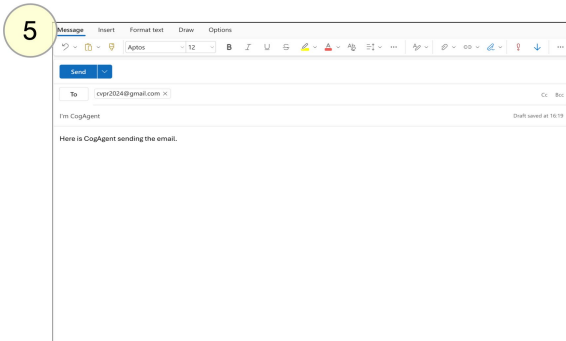 5
Message Insert Format text Draw Options
Aptos 12 B I U S A
Send
To cvpr2024@gmail.com × Cc Bcc
I'm CogAgent Draft saved at 16:19
Here is CogAgent sending the email.